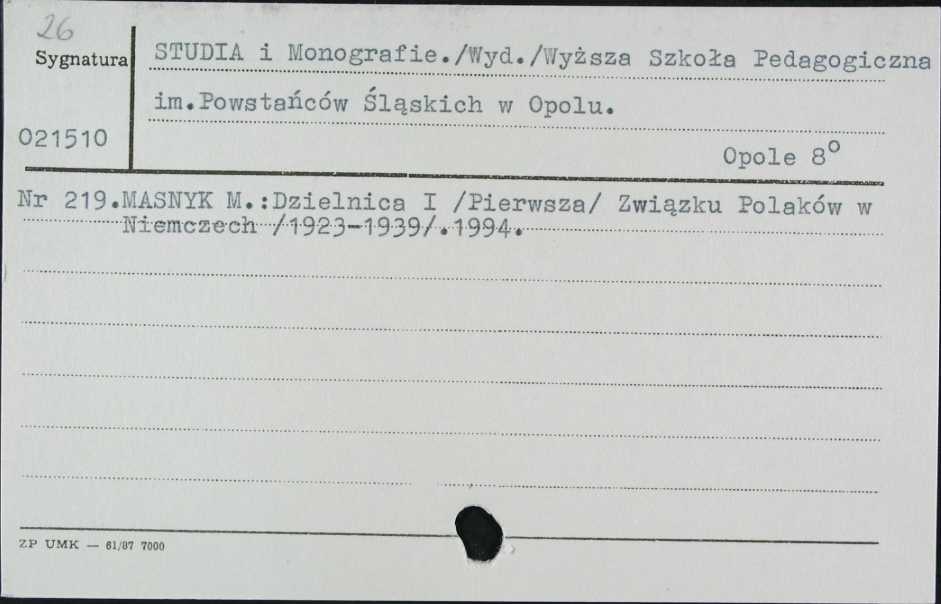 26
Sygnatura
STUDIA i Monografie./Wyd./Wyższa Szkoła Pedagogiczna
im.Powstańców Śląskich w Opolu.
021510
Opole 8°
Nr 219.MASNYK M.:Dzielnica I /Pierwsza/ Związku Polaków w
Niemczech /1923-1939/.1994.
ZP UMK — 61/87 7000